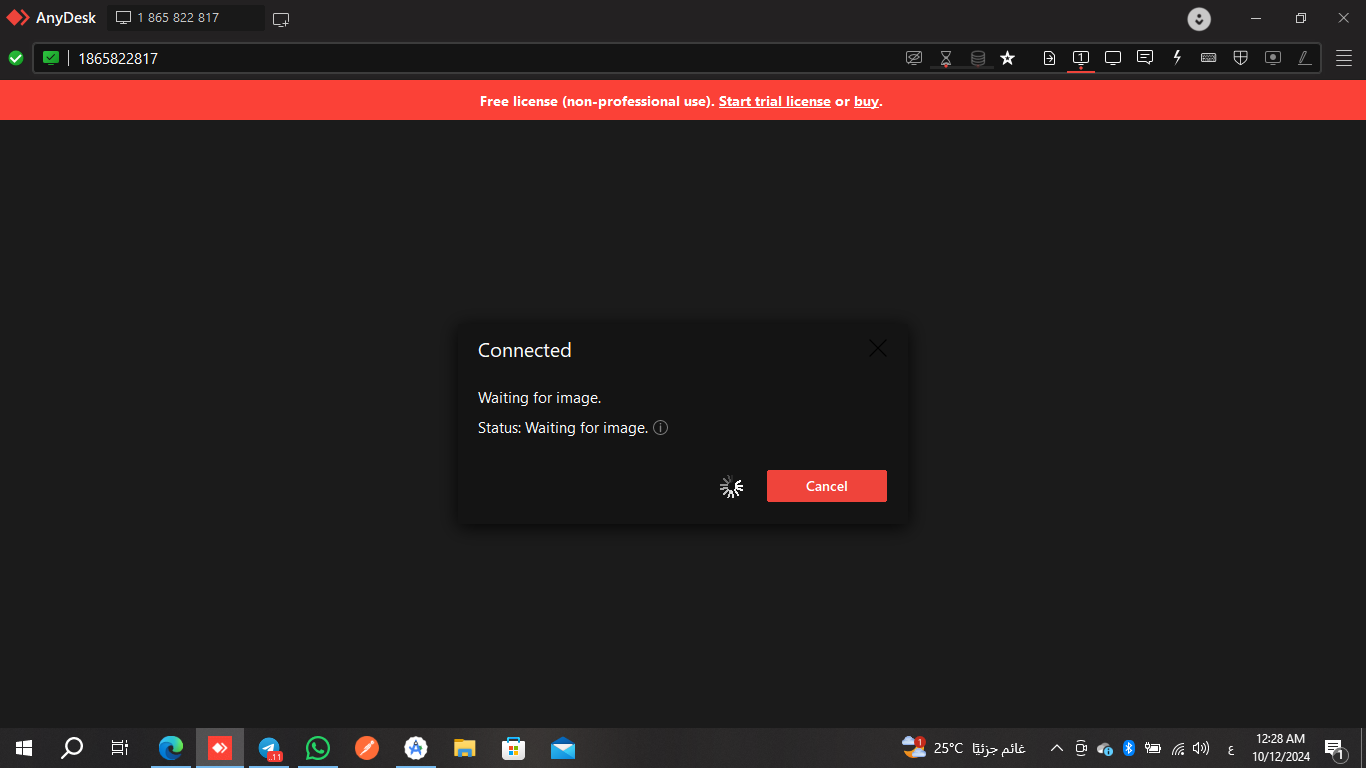 AnyDesk
1 865 822 817
1865822817
1
Free license (non-professional use). Start trial license or buy.
Connected
Waiting for image.
Status: Waiting for image.
Cancel
..11
1
25°C غائم جزئيًا
ع
12:28 AM
10/12/2024
1